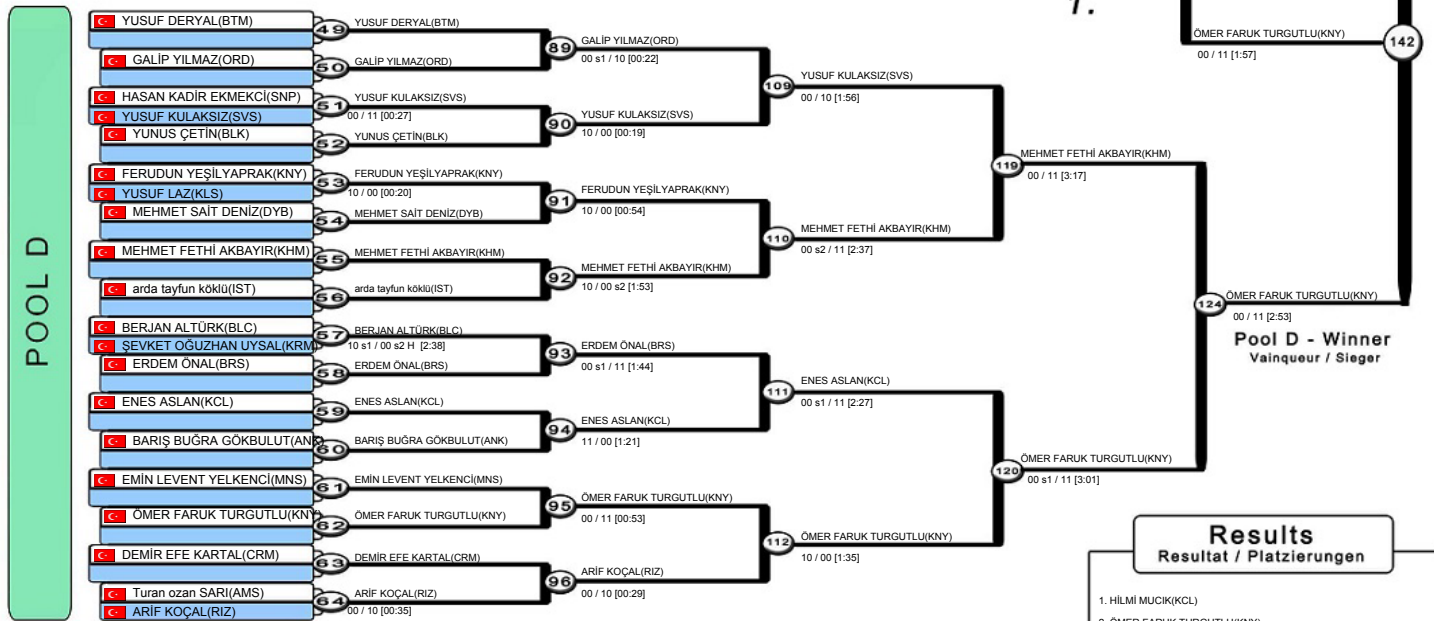 POOL D
YUSUF DERYAL(BTM)
GALİP YILMAZ(ORD)
HASAN KADİR EKMEKCİ(SNP)
YUSUF KULAKSIZ(SVS)
YUNUS ÇETİN(BLK)
FERUDUN YEŞİLYAPRAK(KNY)
YUSUF LAZ(KLS)
MEHMET SAİT DENİZ(DYB)
MEHMET FETHİ AKBAYIR(KHM)
arda tayfun köklü(IST)
BERJAN ALTÜRK(BLC)
ŞEVKET OĞUZHAN UYSAL(KRM)
ERDEM ÖNAL(BRS)
ENES ASLAN(KCL)
BARIŞ BUĞRA GÖKBULUT(ANK)
EMİN LEVENT YELKENCİ(MNS)
ÖMER FARUK TURGUTLU(KNY)
DEMİR EFE KARTAL(CRM)
Turan ozan SARI(AMS)
ARİF KOÇAL(RIZ)
49 YUSUF DERYAL(BTM)
50 GALİP YILMAZ(ORD)
51 YUSUF KULAKSIZ(SVS)
00 / 11 [00:27]
52 YUNUS ÇETİN(BLK)
53 FERUDUN YEŞİLYAPRAK(KNY)
10 / 00 [00:20]
54 MEHMET SAİT DENİZ(DYB)
55 MEHMET FETHİ AKBAYIR(KHM)
56 arda tayfun köklü(IST)
57 BERJAN ALTÜRK(BLC)
10 s1 / 00 s2 H [2:38]
58 ERDEM ÖNAL(BRS)
59 ENES ASLAN(KCL)
60 BARIŞ BUĞRA GÖKBULUT(ANK)
61 EMİN LEVENT YELKENCİ(MNS)
62 ÖMER FARUK TURGUTLU(KNY)
63 DEMİR EFE KARTAL(CRM)
64 ARİF KOÇAL(RIZ)
00 / 10 [00:35]
89 GALİP YILMAZ(ORD)
00 s1 / 10 [00:22]
90 YUSUF KULAKSIZ(SVS)
10 / 00 [00:19]
91 FERUDUN YEŞİLYAPRAK(KNY)
10 / 00 [00:54]
92 MEHMET FETHİ AKBAYIR(KHM)
10 / 00 s2 [1:53]
93 ERDEM ÖNAL(BRS)
00 s1 / 11 [1:44]
94 ENES ASLAN(KCL)
11 / 00 [1:21]
95 ÖMER FARUK TURGUTLU(KNY)
00 / 11 [00:53]
96 ARİF KOÇAL(RIZ)
00 / 10 [00:29]
109 YUSUF KULAKSIZ(SVS)
00 / 10 [1:56]
110 MEHMET FETHİ AKBAYIR(KHM)
00 s2 / 11 [2:37]
111 ENES ASLAN(KCL)
00 s1 / 11 [2:27]
112 ÖMER FARUK TURGUTLU(KNY)
10 / 00 [1:35]
119 MEHMET FETHİ AKBAYIR(KHM)
00 / 11 [3:17]
120 ÖMER FARUK TURGUTLU(KNY)
00 s1 / 11 [3:01]
124 ÖMER FARUK TURGUTLU(KNY)
00 / 11 [2:53]
Pool D - Winner
Vainqueur / Sieger
ÖMER FARUK TURGUTLU(KNY)
00 / 11 [1:57]
142
Results
Resultat / Platzierungen
1. HİLMİ MUCIK(KCL)
2. ÖMER FARUK TURGUTLU(KNY)